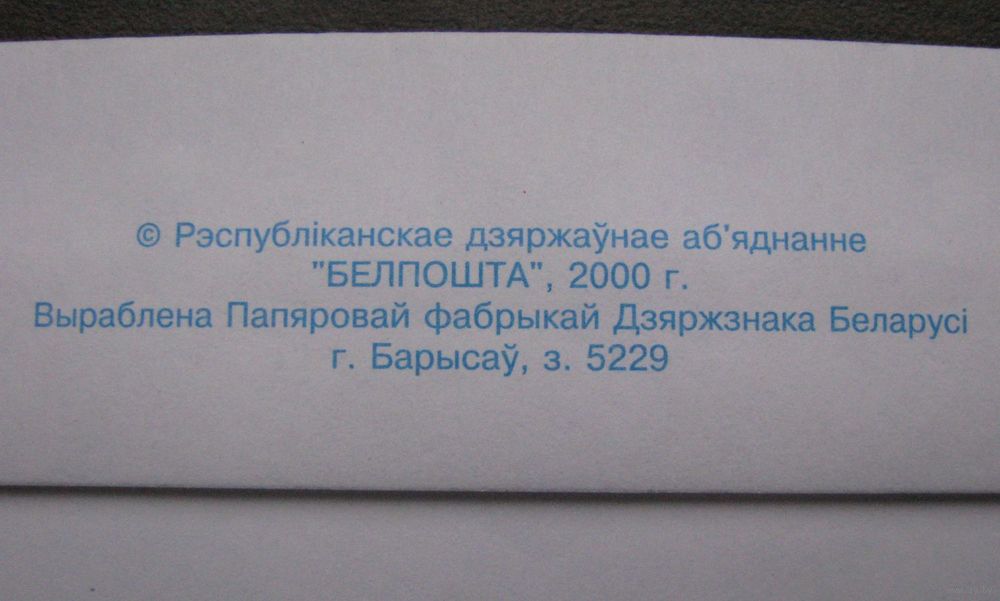 © Рэспубліканскае дзяржаўнае аб'яднанне
"БЕЛПОШТА", 2000 г.
Выраблена Папяровай фабрыкай Дзяржзнака Беларусі
г. Барысаў, з. 5229